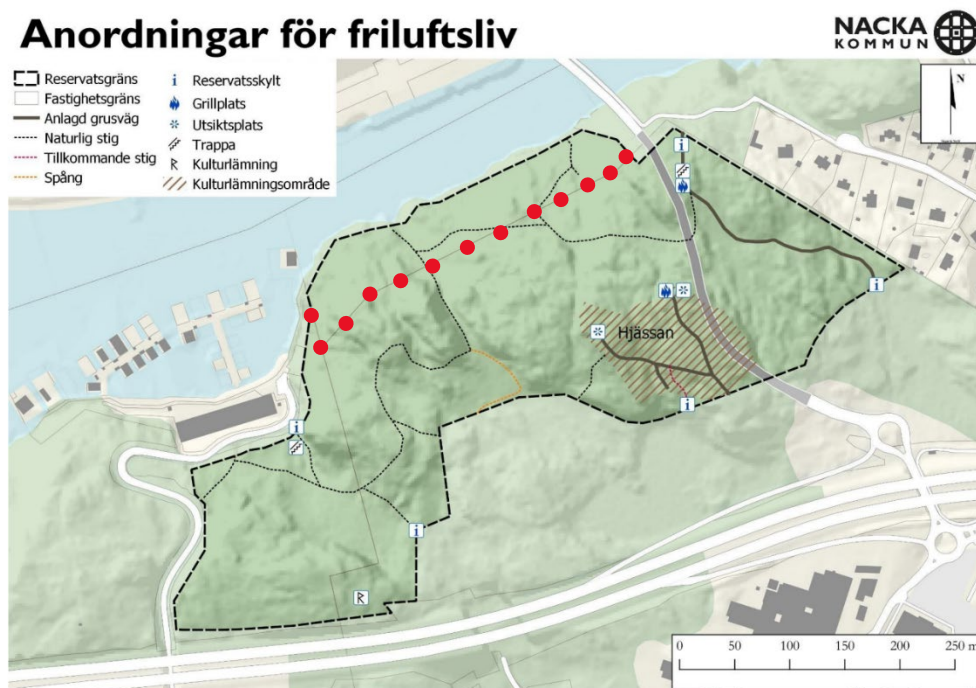 Anordningar för friluftsliv
NACKA
KOMMUN
Reservatsgräns
Fastighetsgräns
Anlagd grusväg
Naturlig stig
Tillkommande stig
Spång
Reservatsskylt
Grillplats
Utsiktsplats
Trappa
Kulturlämning
Kulturlämningsområde
N
Hjässan
0 50 100 150 200 250 m